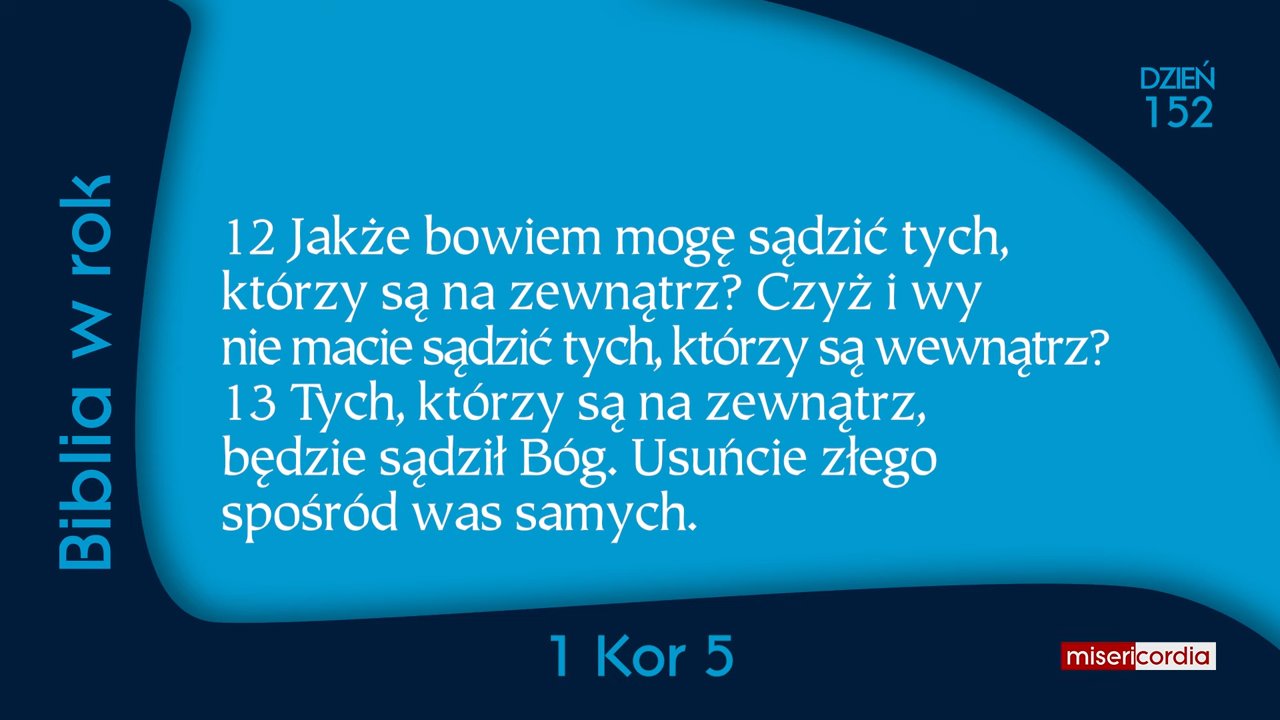 DZIEŃ
152
Biblia w rok
12 Jakże bowiem mogę sądzić tych,
którzy są na zewnątrz? Czyż i wy
nie macie sądzić tych, którzy są wewnątrz?
13 Tych, którzy są na zewnątrz,
będzie sądził Bóg. Usuńcie złego
spośród was samych.
1 Kor 5
misericordia